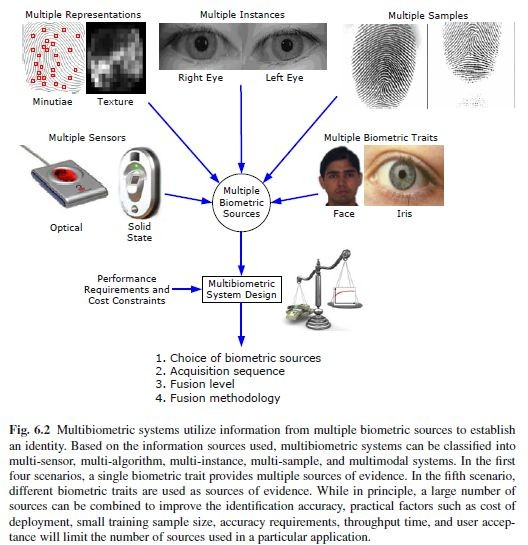 Multiple Representations
Multiple Instances
Multiple Samples
Minutiae
Texture
Right Eye
Left Eye
Multiple Sensors
Multiple Biometric Traits
Optical
Solid
State
Multiple
Biometric
Sources
Face
Iris
Performance
Requirements and
Cost Constraints
Multibiometric
System Design
1. Choice of biometric sources
2. Acquisition sequence
3. Fusion level
4. Fusion methodology
Fig. 6.2 Multibiometric systems utilize information from multiple biometric sources to establish
an identity. Based on the information sources used, multibiometric systems can be classified into
multi-sensor, multi-algorithm, multi-instance, multi-sample, and multimodal systems. In the first
four scenarios, a single biometric trait provides multiple sources of evidence. In the fifth scenario,
different biometric traits are used as sources of evidence. While in principle, a large number of
sources can be combined to improve the identification accuracy, practical factors such as cost of
deployment, small training sample size, accuracy requirements, throughput time, and user accep-
tance will limit the number of sources used in a particular application.